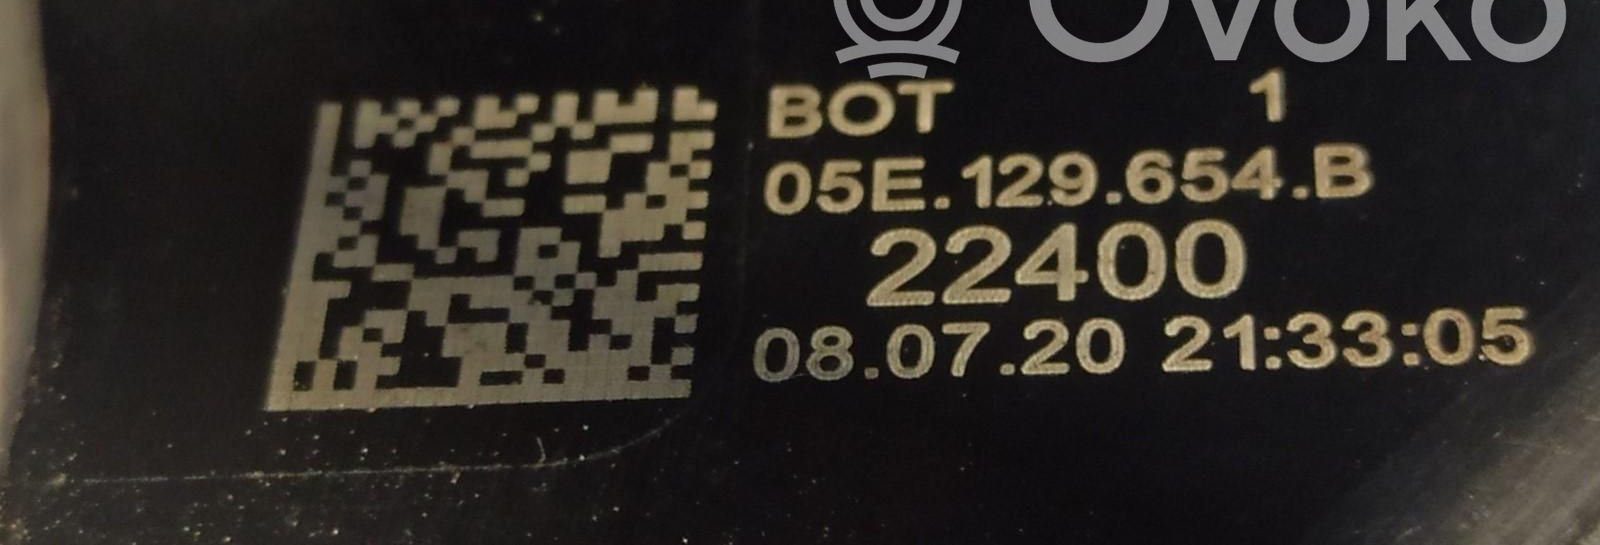 OVOKO
BOT 1
05E.129.654.B
22400
08.07.20 21:33:05